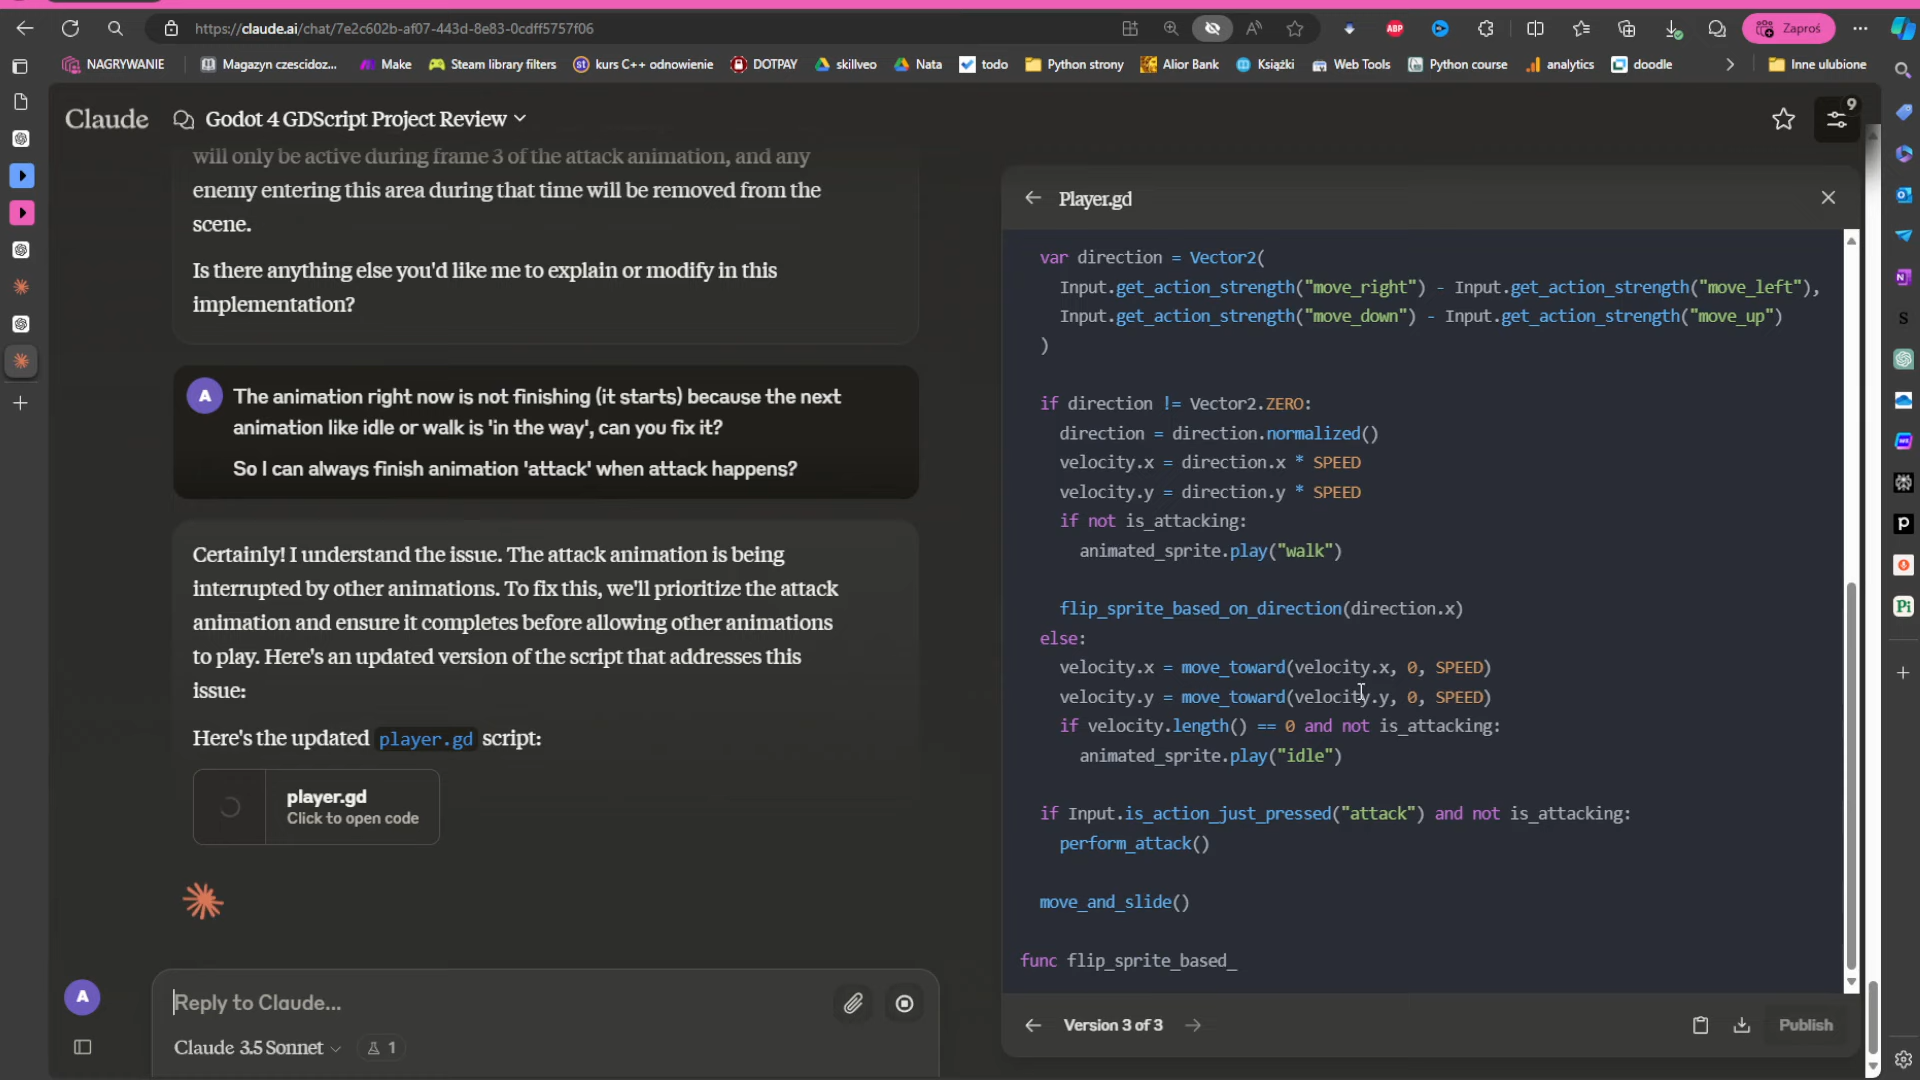 https://claude.ai/chat/7e2c602b-af07-443d-8e83-0cdff5757f06
ABP
Zaproś
NAGRYWANIE
Magazyn czescidoz...
Make
Steam library filters
kurs C++ odnowienie
DOTPAY
skillveo
Nata
todo
Python strony
Alior Bank
Książki
Web Tools
Python course
analytics
doodle
Inne ulubione
Claude
Godot 4 GDScript Project Review
9
will only be active during frame 3 of the attack animation, and any
enemy entering this area during that time will be removed from the
scene.
Is there anything else you'd like me to explain or modify in this
implementation?
A
The animation right now is not finishing (it starts) because the next
animation like idle or walk is 'in the way', can you fix it?
So I can always finish animation 'attack' when attack happens?
Certainly! I understand the issue. The attack animation is being
interrupted by other animations. To fix this, we'll prioritize the attack
animation and ensure it completes before allowing other animations
to play. Here's an updated version of the script that addresses this
issue:
Here's the updated player.gd script:
player.gd
Click to open code
A
Reply to Claude...
Claude 3.5 Sonnet
1
Player.gd
var direction = Vector2(
Input.get_action_strength("move_right") - Input.get_action_strength("move_left"),
Input.get_action_strength("move_down") - Input.get_action_strength("move_up")
)
if direction != Vector2.ZERO:
direction = direction.normalized()
velocity.x = direction.x * SPEED
velocity.y = direction.y * SPEED
if not is_attacking:
animated_sprite.play("walk")
flip_sprite_based_on_direction(direction.x)
else:
velocity.x = move_toward(velocity.x, 0, SPEED)
velocity.y = move_toward(velocity.y, 0, SPEED)
if velocity.length() == 0 and not is_attacking:
animated_sprite.play("idle")
if Input.is_action_just_pressed("attack") and not is_attacking:
perform_attack()
move_and_slide()
func flip_sprite_based_
Version 3 of 3
Publish